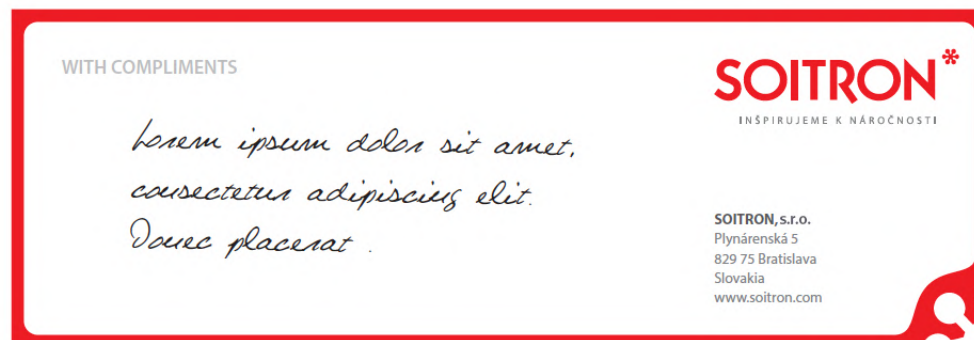 WITH COMPLIMENTS
SOITRON*
INŠPIRUJEME K NÁROČNOSTI
Lorem ipsum dolor sit amet,
consectetur adipiscing elit.
Donec placerat .
SOITRON, s.r.o.
Plynárenská 5
829 75 Bratislava
Slovakia
www.soitron.com